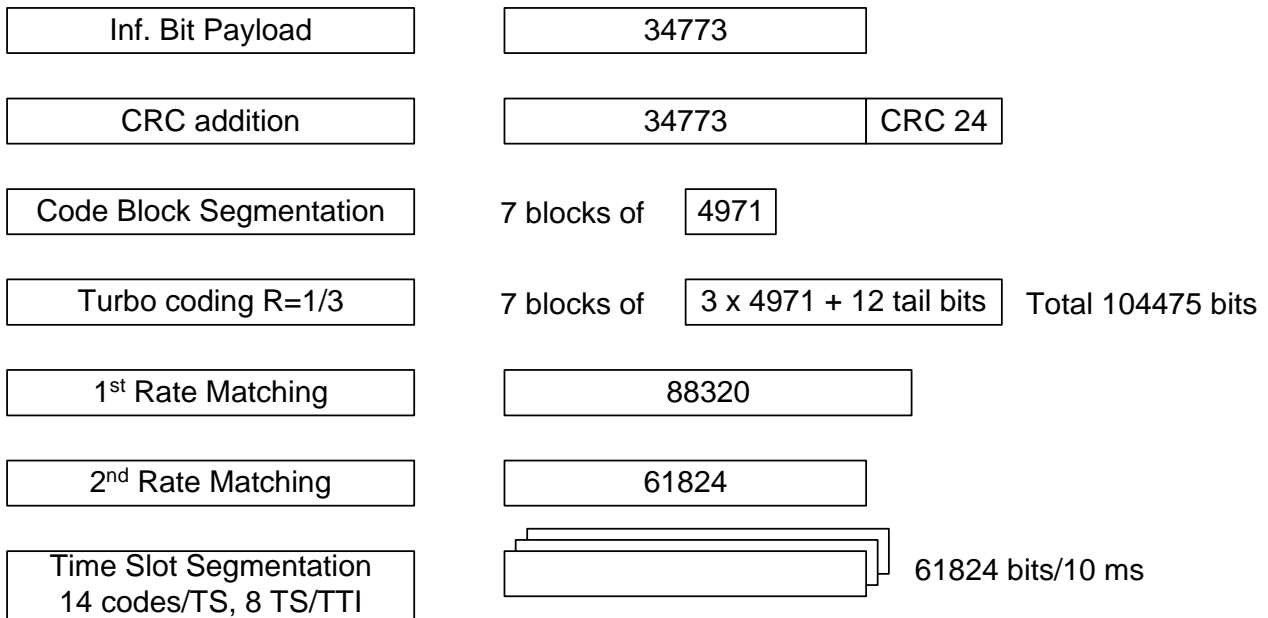 Inf. Bit Payload 34773
CRC addition 34773 CRC 24
Code Block Segmentation 7 blocks of 4971
Turbo coding R=1/3 7 blocks of 3 x 4971 + 12 tail bits Total 104475 bits
1st Rate Matching 88320
2nd Rate Matching 61824
Time Slot Segmentation
14 codes/TS, 8 TS/TTI
61824 bits/10 ms